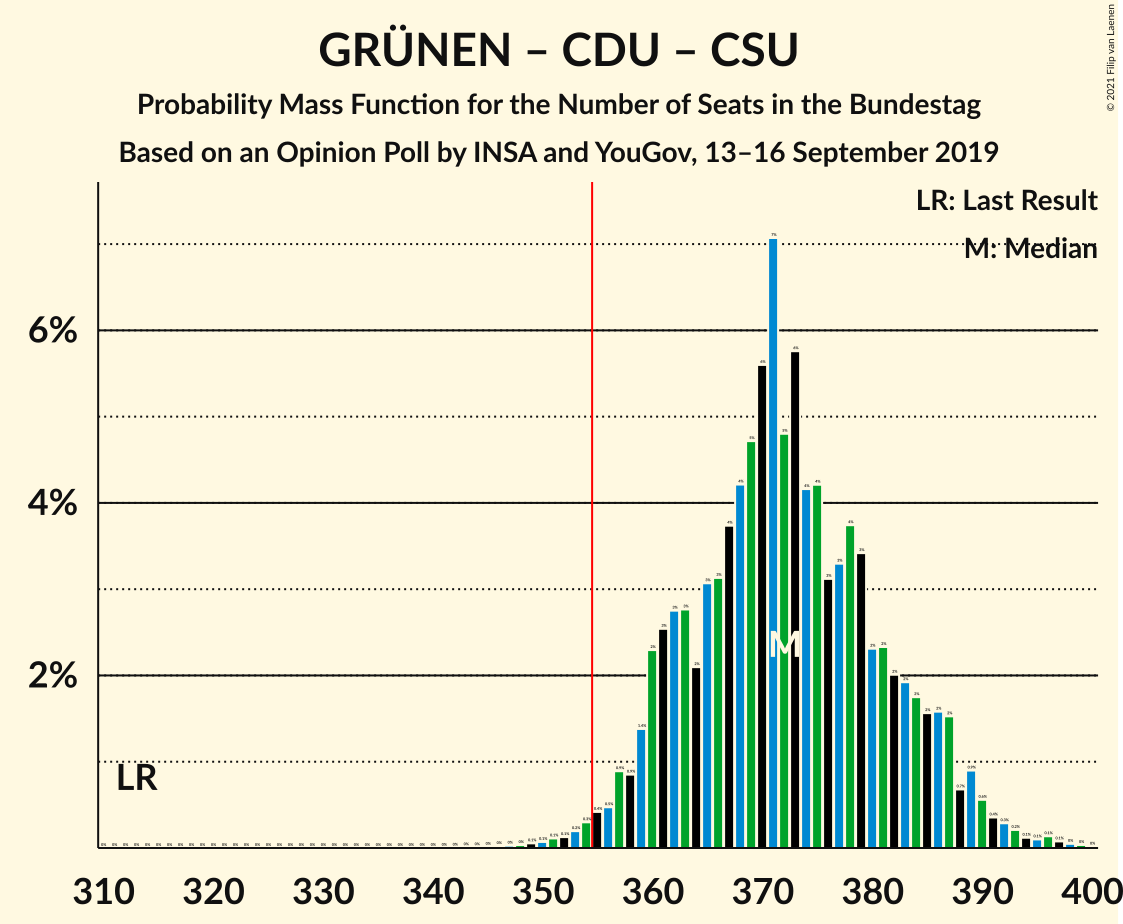 GRÜNEN – CDU – CSU
Probability Mass Function for the Number of Seats in the Bundestag
Based on an Opinion Poll by INSA and YouGov, 13–16 September 2019
© 2021 Filip van Laenen
LR: Last Result
M: Median
6%
4%
2%
LR
M
310 320 330 340 350 360 370 380 390 400